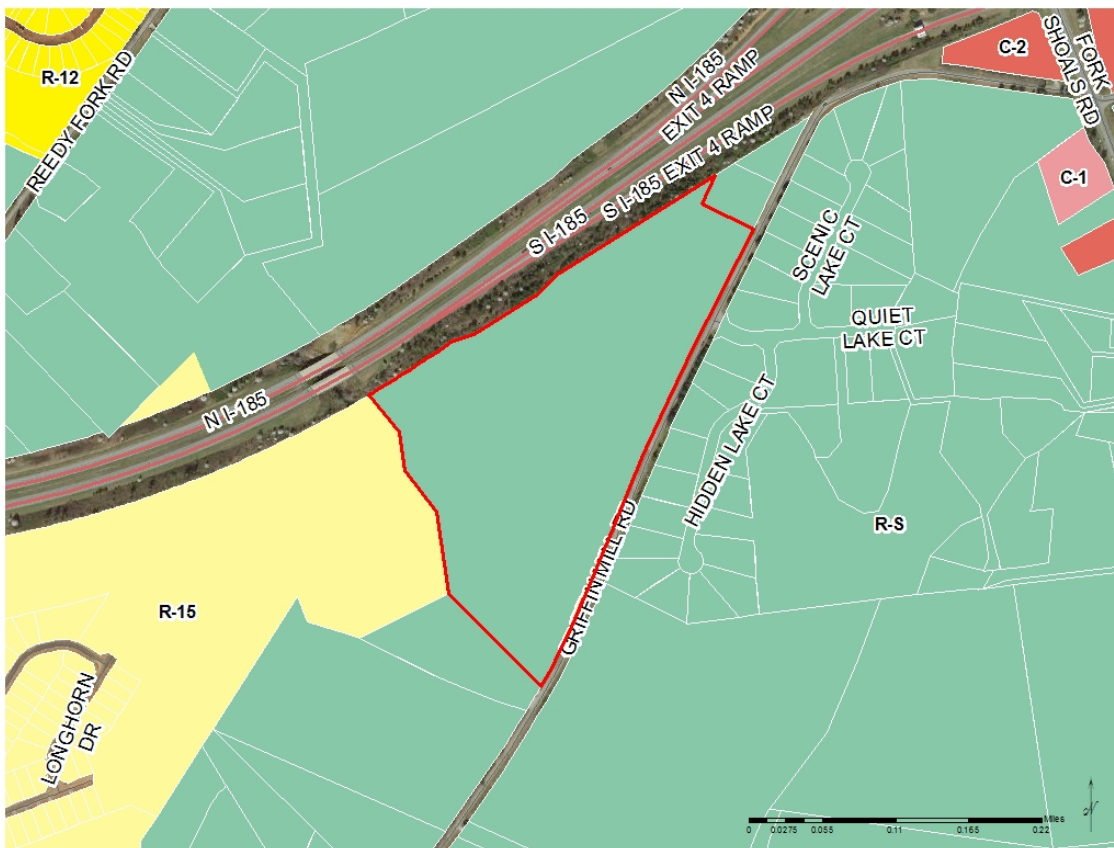 C-2
FORK
SHOALS RD
R-12
REEDY FORK RD
N I-185
EXIT 4 RAMP
S I-185 EXIT 4 RAMP
C-1
S I-185
SCENIC
LAKE CT
QUIET
LAKE CT
N I-185
HIDDEN LAKE CT
R-S
GRIFFIN MILL RD
R-15
LONGHORN
DR
N
Miles
0 0.0275 0.055 0.11 0.165 0.22